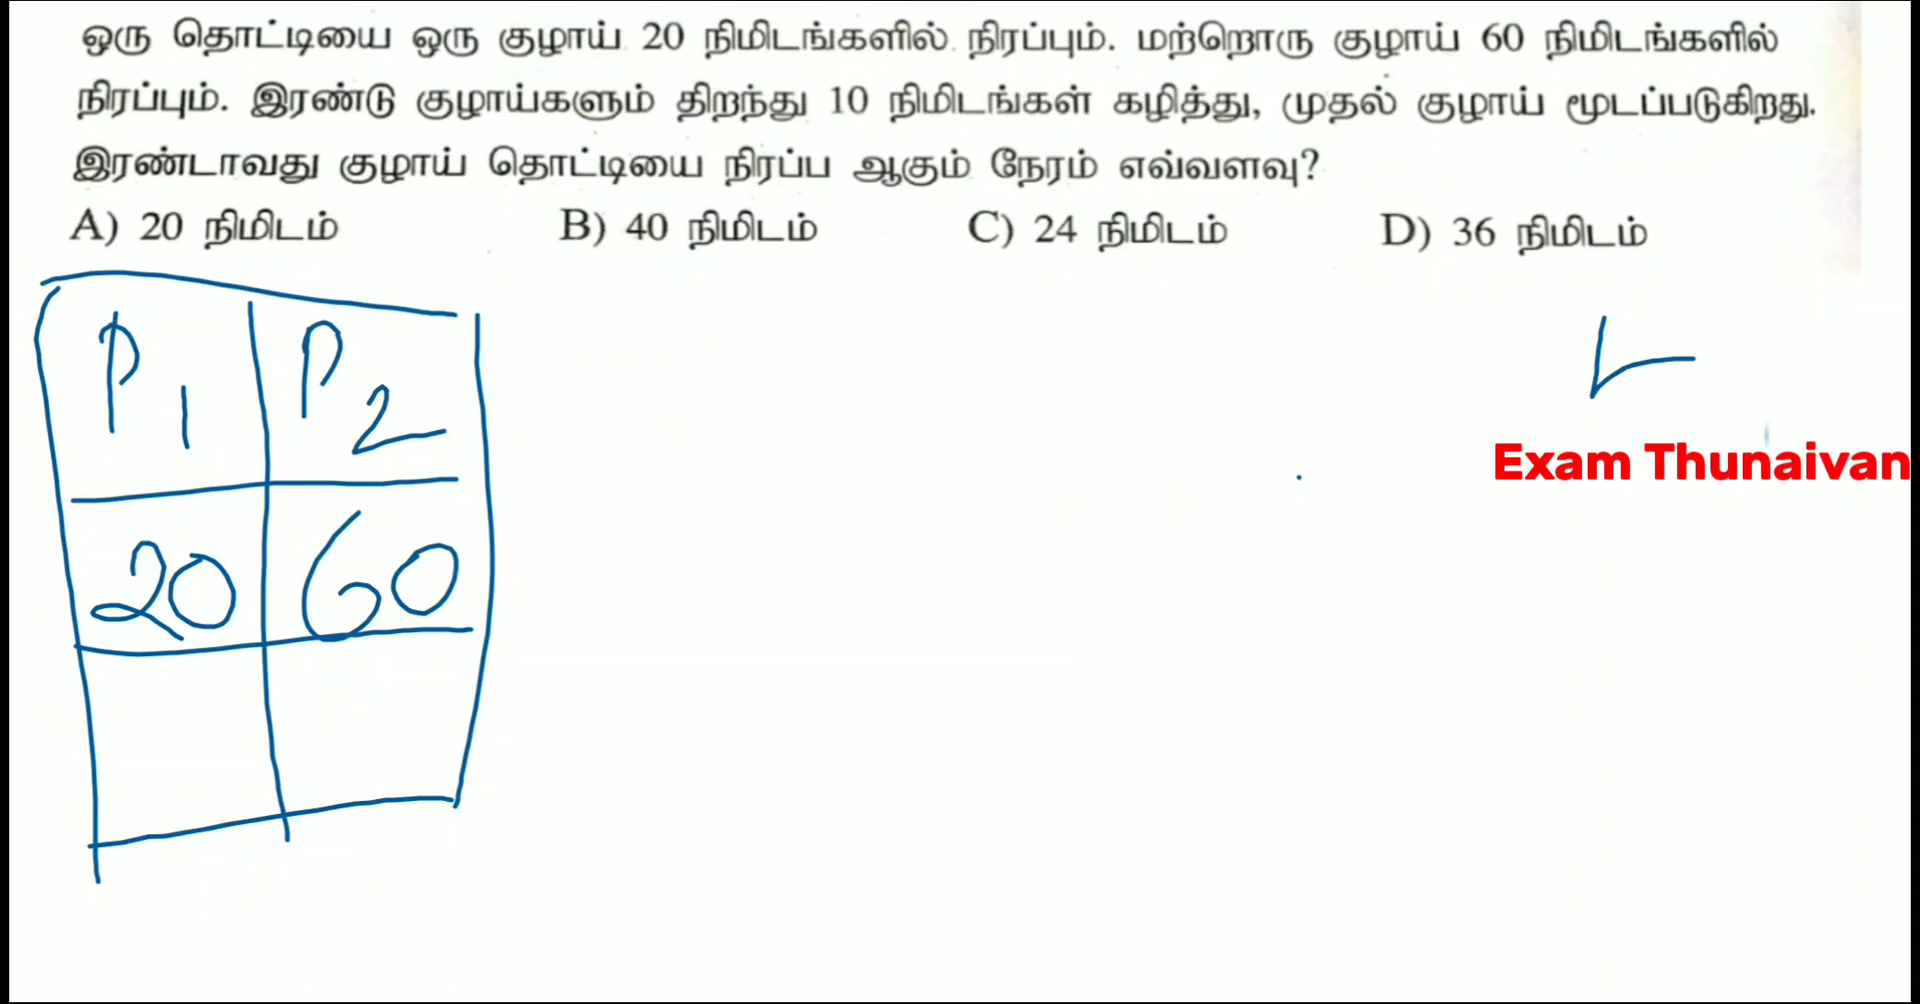 ஒரு தொட்டியை ஒரு குழாய் 20 நிமிடங்களில் நிரப்பும். மற்றொரு குழாய் 60 நிமிடங்களில்
நிரப்பும். இரண்டு குழாய்களும் திறந்து 10 நிமிடங்கள் கழித்து, முதல் குழாய் மூடப்படுகிறது.
இரண்டாவது குழாய் தொட்டியை நிரப்ப ஆகும் நேரம் எவ்வளவு?
A) 20 நிமிடம் B) 40 நிமிடம் C) 24 நிமிடம் D) 36 நிமிடம்
P1 P2
Exam Thunaivan
20 60